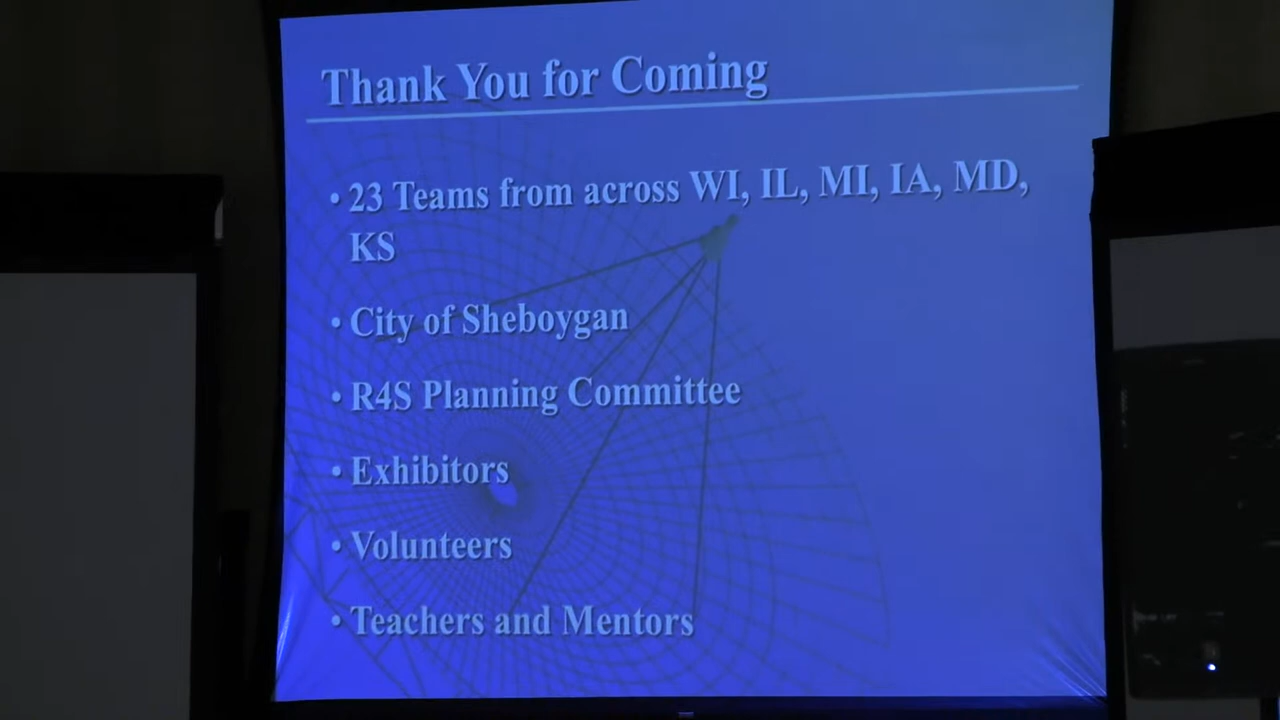 Thank You for Coming
• 23 Teams from across WI, IL, MI, IA, MD,
KS
• City of Sheboygan
• R4S Planning Committee
• Exhibitors
• Volunteers
• Teachers and Mentors